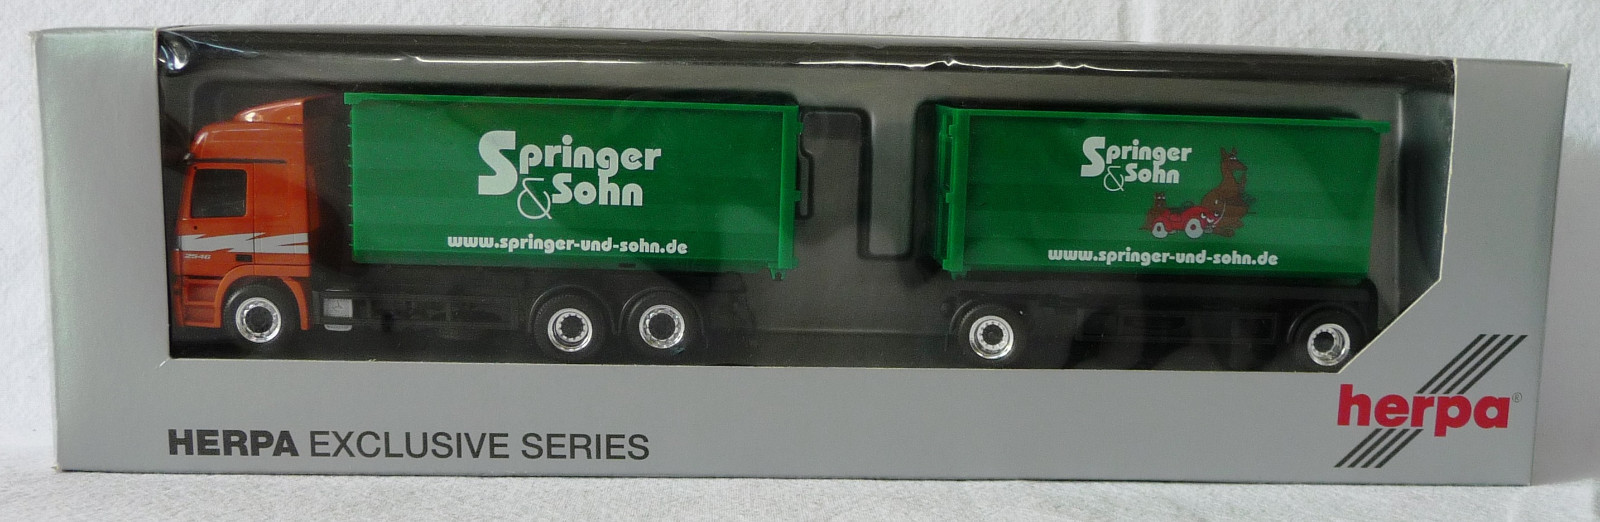 Springer
& Sohn
www.springer-und-sohn.de
Springer
& Sohn
www.springer-und-sohn.de
2546
herpa®
HERPA EXCLUSIVE SERIES